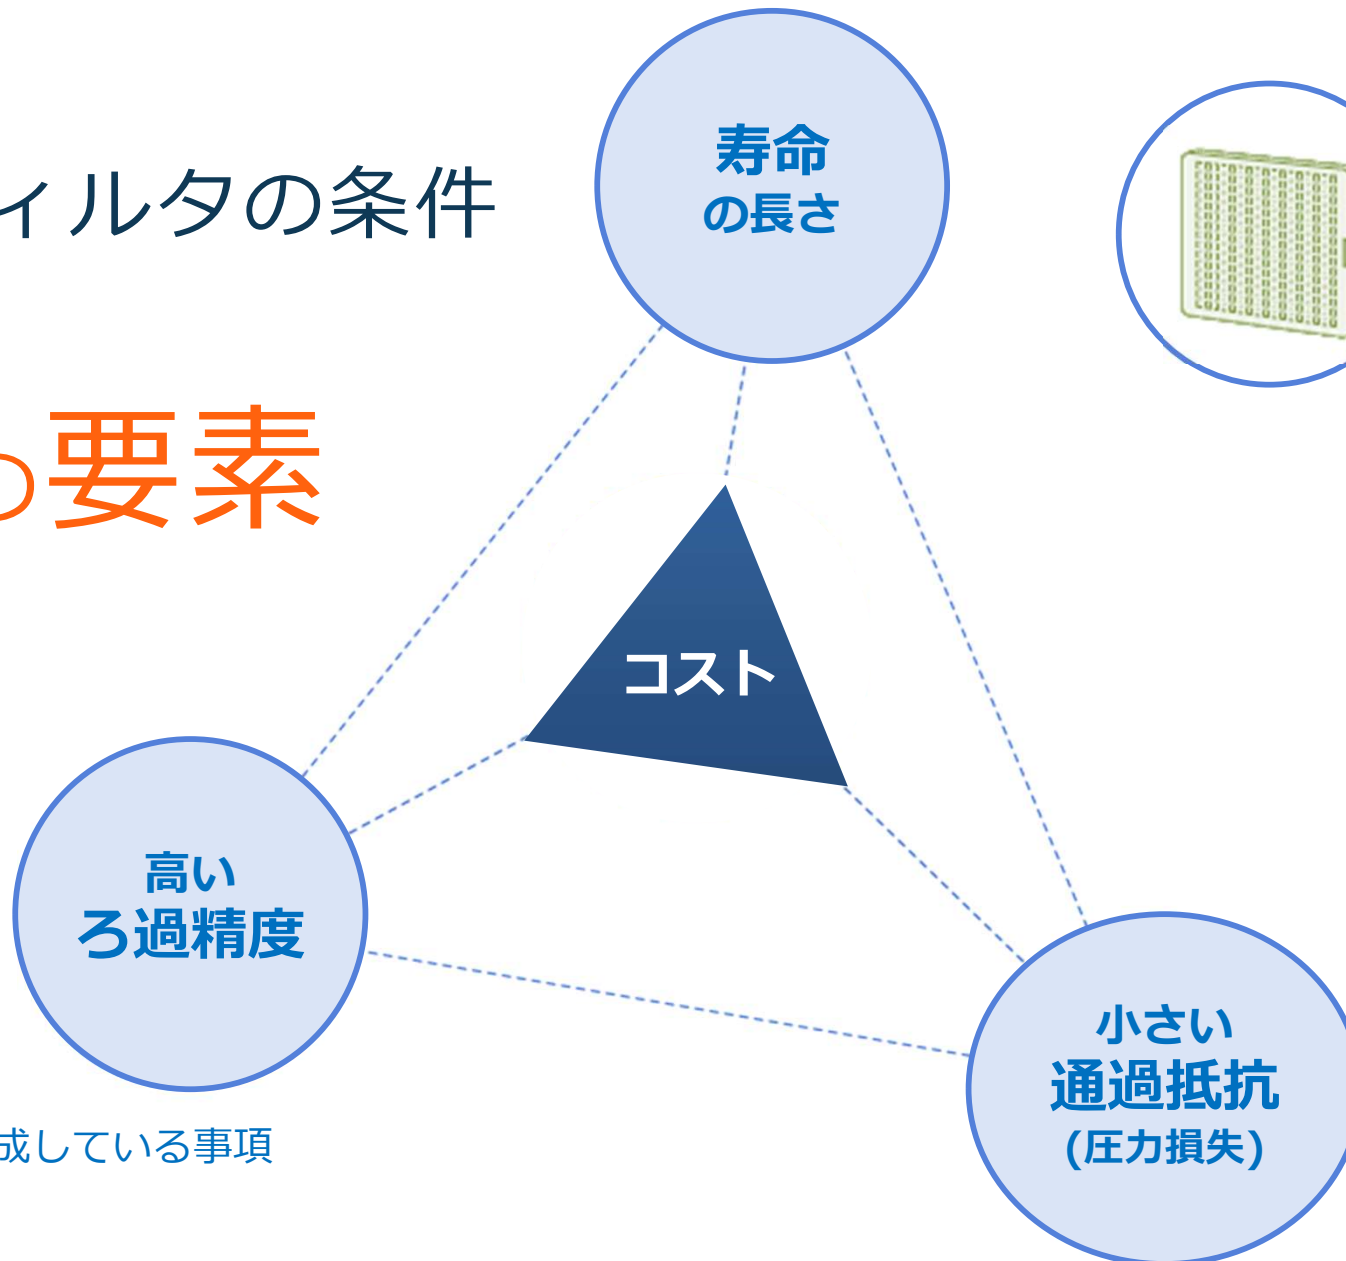 ィルタの条件
寿命
の長さ
要素
コスト
高い
ろ過精度
小さい
通過抵抗
(圧力損失)
成している事項